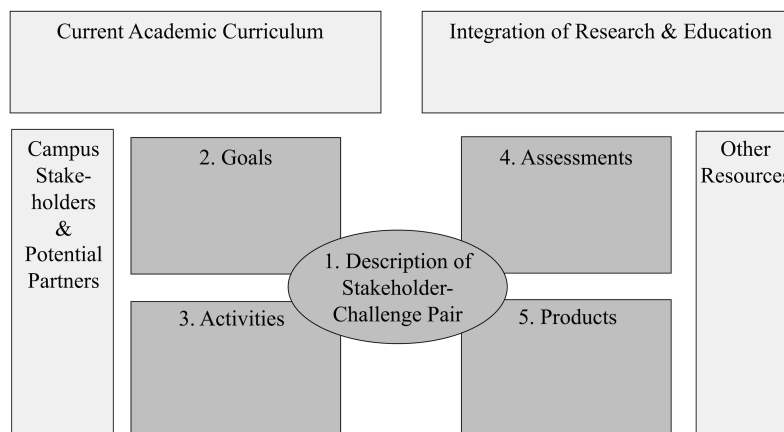 Current Academic Curriculum
Integration of Research & Education
Campus
Stake-
holders
&
Potential
Partners
2. Goals
4. Assessments
Other
Resources
1. Description of
Stakeholder-
Challenge Pair
3. Activities
5. Products